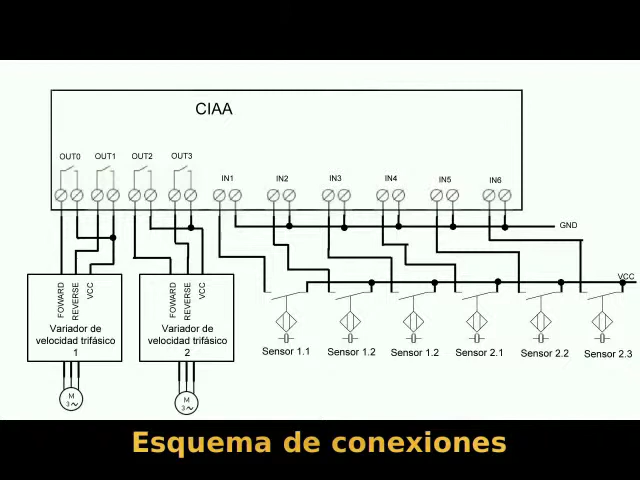 CIAA
OUT0 OUT1 OUT2 OUT3
IN1 IN2 IN3 IN4 IN5 IN6
GND
VCC
FOWARD REVERSE VCC
FOWARD REVERSE VCC
Variador de
velocidad trifásico
1
Variador de
velocidad trifásico
2
Sensor 1.1 Sensor 1.2 Sensor 1.2 Sensor 2.1 Sensor 2.2 Sensor 2.3
M
3~
M
3~
Esquema de conexiones